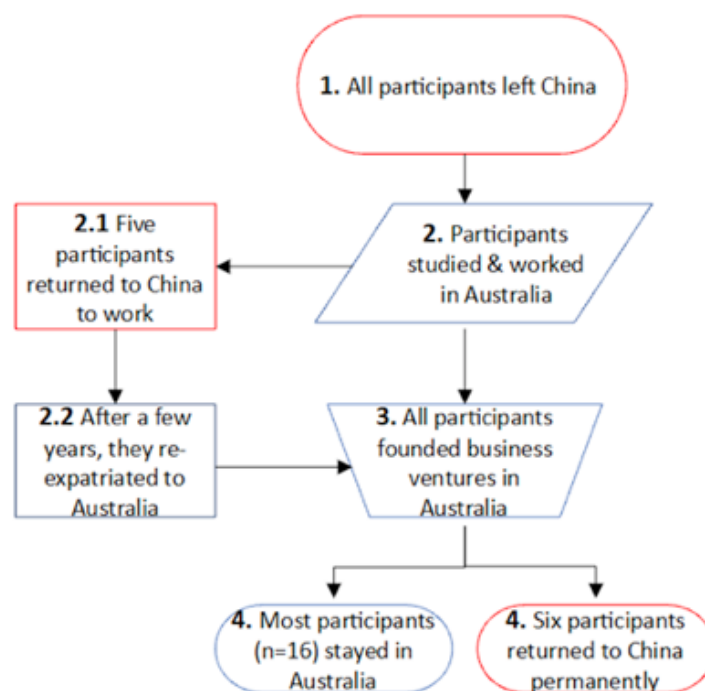 1. All participants left China
2. Participants
studied & worked
in Australia
2.1 Five
participants
returned to China
to work
2.2 After a few
years, they re-
expatriated to
Australia
3. All participants
founded business
ventures in
Australia
4. Most participants
(n=16) stayed in
Australia
4. Six participants
returned to China
permanently